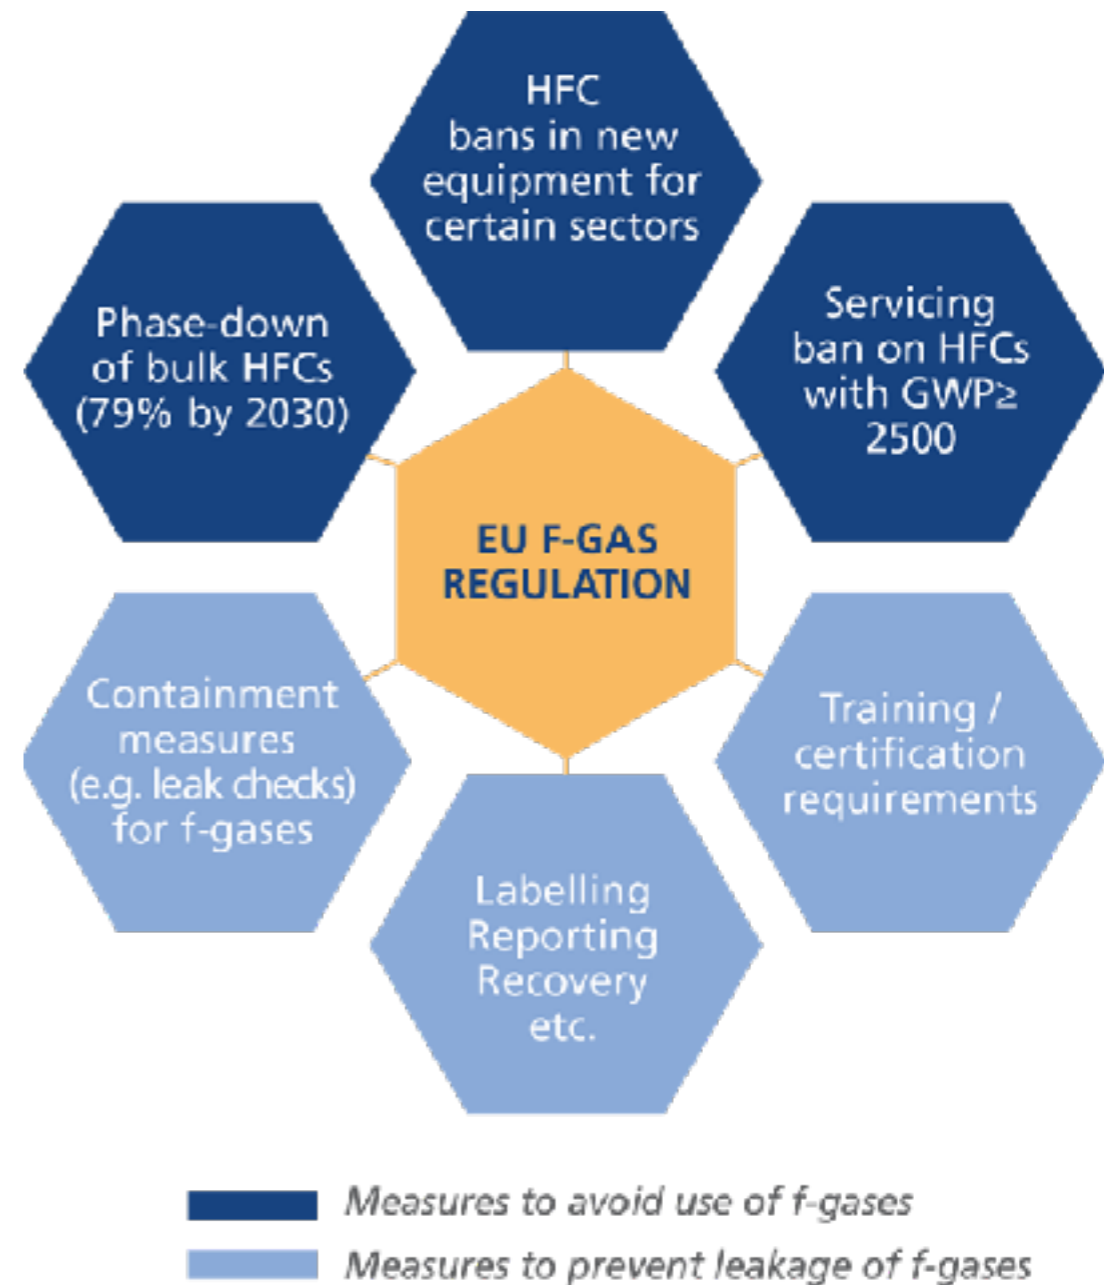 HFC
bans in new
equipment for
certain sectors
Phase-down
of bulk HFCs
(79% by 2030)
Servicing
ban on HFCs
with GWP≥
2500
EU F-GAS
REGULATION
Containment
measures
(e.g. leak checks)
for f-gases
Training /
certification
requirements
Labelling
Reporting
Recovery
etc.
Measures to avoid use of f-gases
Measures to prevent leakage of f-gases